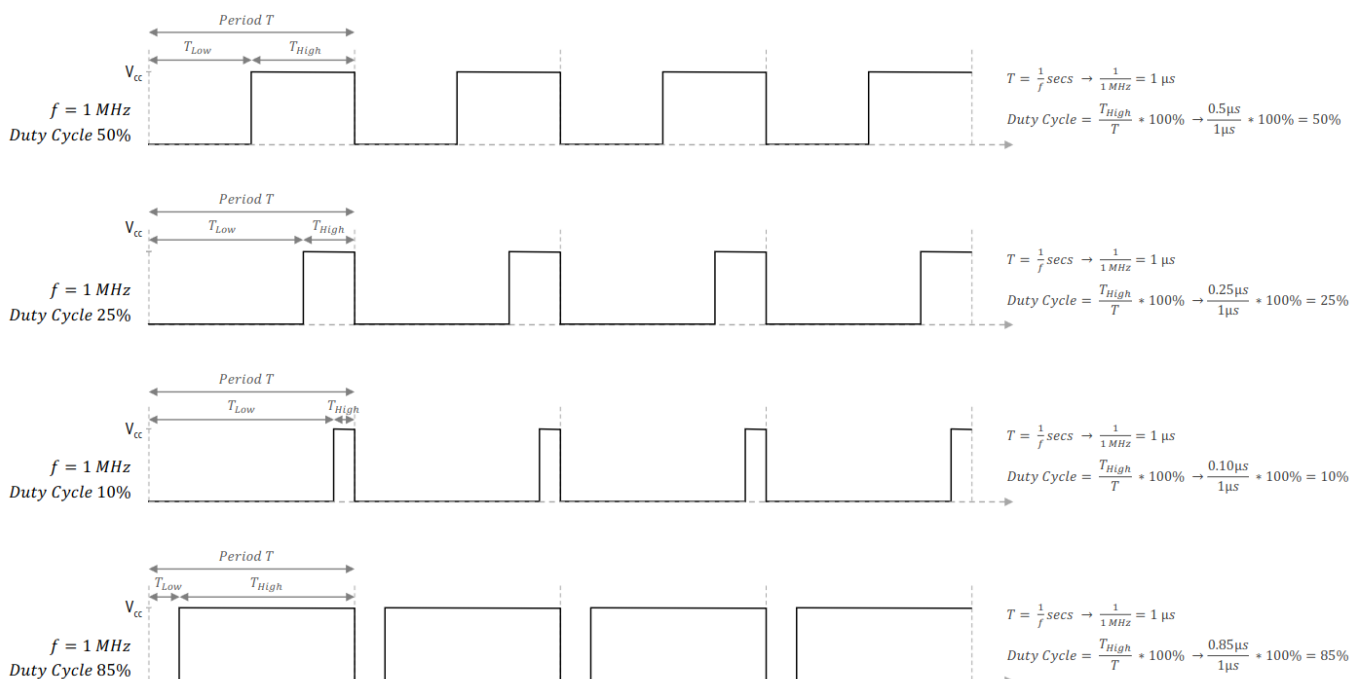 Period T
T_Low T_High
V_cc
f = 1 MHz
Duty Cycle 50%
T = 1/f secs → 1/1 MHz = 1 μs
Duty Cycle = T_High/T * 100% → 0.5μs/1μs * 100% = 50%
Period T
T_Low T_High
V_cc
f = 1 MHz
Duty Cycle 25%
T = 1/f secs → 1/1 MHz = 1 μs
Duty Cycle = T_High/T * 100% → 0.25μs/1μs * 100% = 25%
Period T
T_Low T_High
V_cc
f = 1 MHz
Duty Cycle 10%
T = 1/f secs → 1/1 MHz = 1 μs
Duty Cycle = T_High/T * 100% → 0.10μs/1μs * 100% = 10%
Period T
T_Low T_High
V_cc
f = 1 MHz
Duty Cycle 85%
T = 1/f secs → 1/1 MHz = 1 μs
Duty Cycle = T_High/T * 100% → 0.85μs/1μs * 100% = 85%